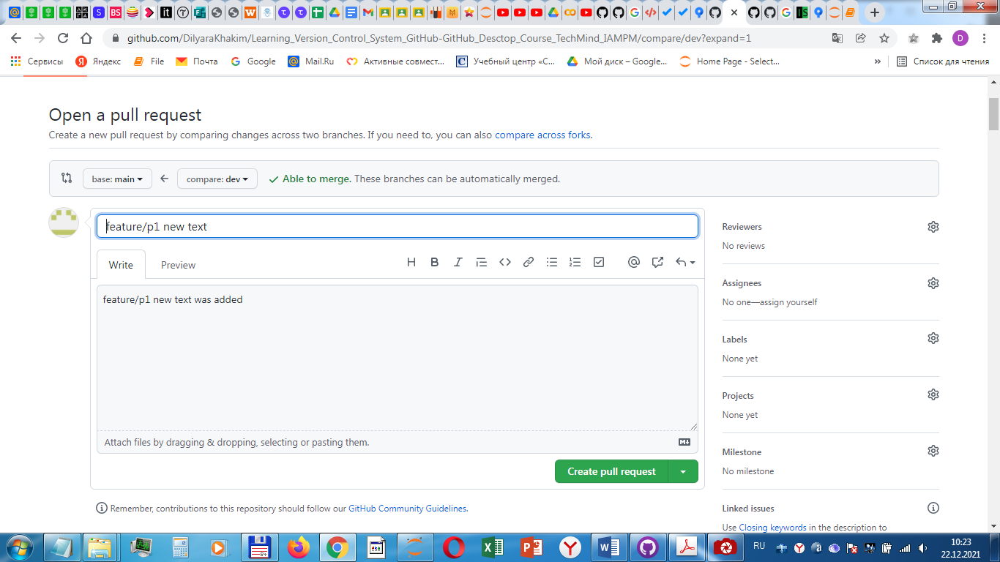 github.com/DilyaraKhakim/Learning_Version_Control_System_GitHub-GitHub_Desctop_Course_TechMind_IAMPM/compare/dev?expand=1
D
Сервисы Яндекс File Почта Google Mail.Ru Активные совмест... Учебный центр «С... Мой диск – Google... Home Page - Select... » Список для чтения
Open a pull request
Create a new pull request by comparing changes across two branches. If you need to, you can also compare across forks.
base: main
compare: dev
Able to merge. These branches can be automatically merged.
feature/p1 new text
Write Preview
feature/p1 new text was added
Attach files by dragging & dropping, selecting or pasting them.
Create pull request
Remember, contributions to this repository should follow our GitHub Community Guidelines.
Reviewers
No reviews
Assignees
No one—assign yourself
Labels
None yet
Projects
None yet
Milestone
No milestone
Linked issues
Use Closing keywords in the description to
RU
10:23
22.12.2021